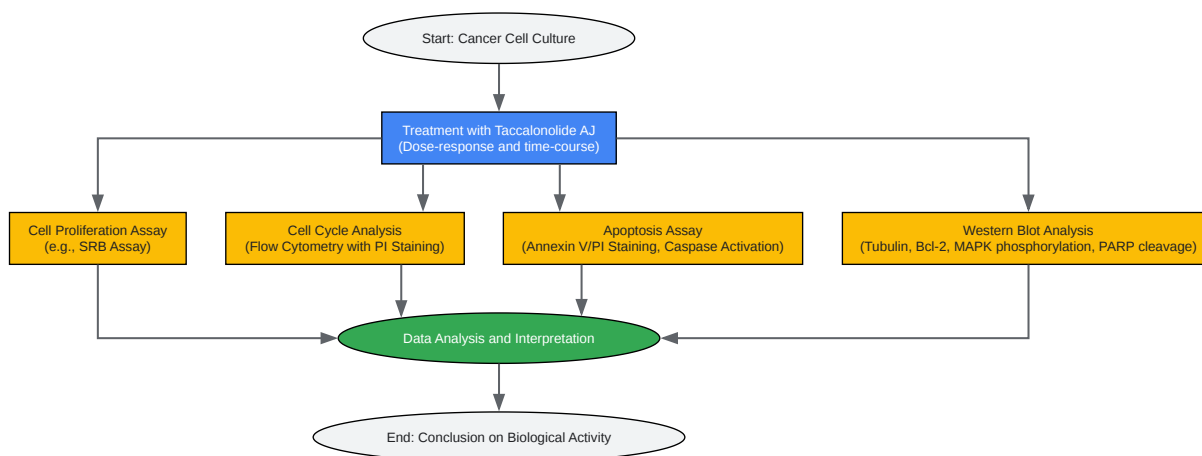 Start: Cancer Cell Culture
Treatment with Taccalonolide AJ
(Dose-response and time-course)
Cell Proliferation Assay
(e.g., SRB Assay)
Cell Cycle Analysis
(Flow Cytometry with PI Staining)
Apoptosis Assay
(Annexin V/PI Staining, Caspase Activation)
Western Blot Analysis
(Tubulin, Bcl-2, MAPK phosphorylation, PARP cleavage)
Data Analysis and Interpretation
End: Conclusion on Biological Activity